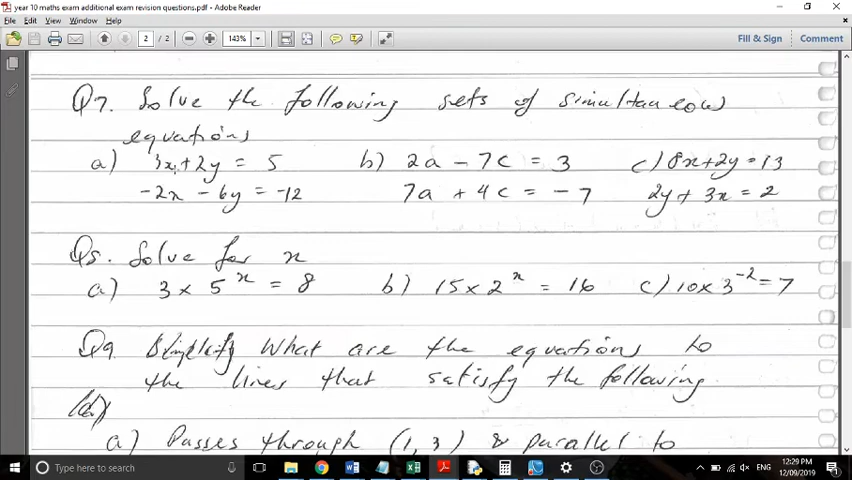 year 10 maths exam additional exam revision questions.pdf - Adobe Reader
File Edit View Window Help
2 / 2 143% Fill & Sign Comment
Q7. Solve the following sets of simultaneous
equations
a) 3x + 2y = 5 b) 2a - 7c = 3 c) 8x + 2y = 13
-2x - 6y = -12 7a + 4c = -7 2y + 3x = 2
Solve for x
a) 3 × 5^x = 8 b) 15 × 2^x = 16 c) 10 × 3^-2 = 7
Q9 What are the equations to
the lines that satisfy the following
a) Passes through (1, 3) & parallel to
Type here to search
ENG
12:29 PM
12/09/2019